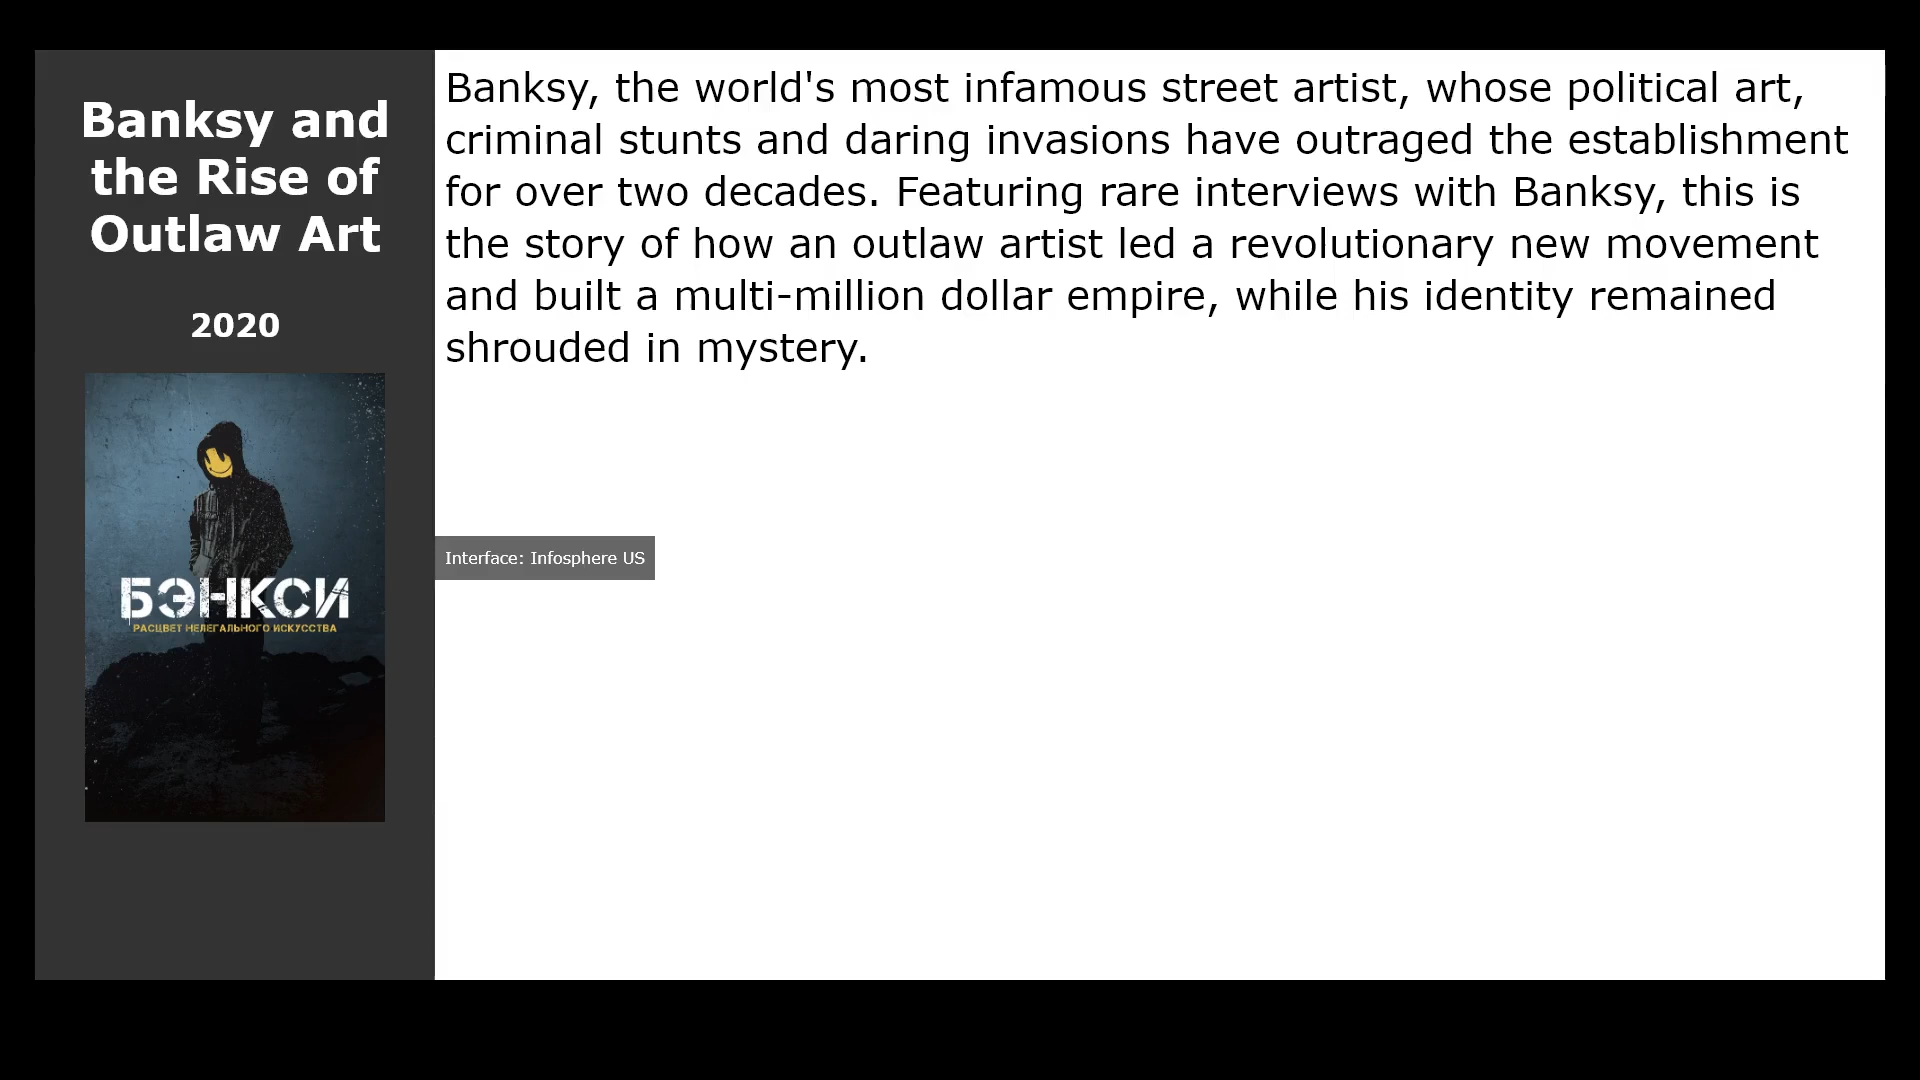 Banksy and
the Rise of
Outlaw Art
2020
БЭНКСИ
РАСЦВЕТ НЕЛЕГАЛЬНОГО ИСКУССТВА
Banksy, the world's most infamous street artist, whose political art,
criminal stunts and daring invasions have outraged the establishment
for over two decades. Featuring rare interviews with Banksy, this is
the story of how an outlaw artist led a revolutionary new movement
and built a multi-million dollar empire, while his identity remained
shrouded in mystery.
Interface: Infosphere US